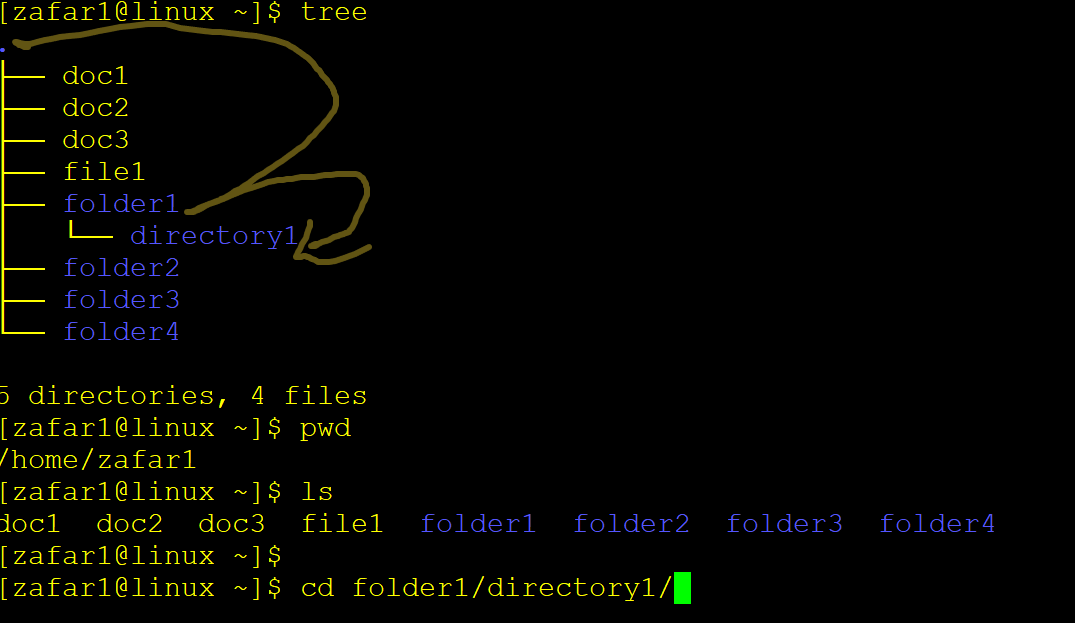 [zafar1@linux ~]$ tree
.
├── doc1
├── doc2
├── doc3
├── file1
├── folder1
│   └── directory1
├── folder2
├── folder3
└── folder4
5 directories, 4 files
[zafar1@linux ~]$ pwd
/home/zafar1
[zafar1@linux ~]$ ls
doc1  doc2  doc3  file1  folder1  folder2  folder3  folder4
[zafar1@linux ~]$
[zafar1@linux ~]$ cd folder1/directory1/